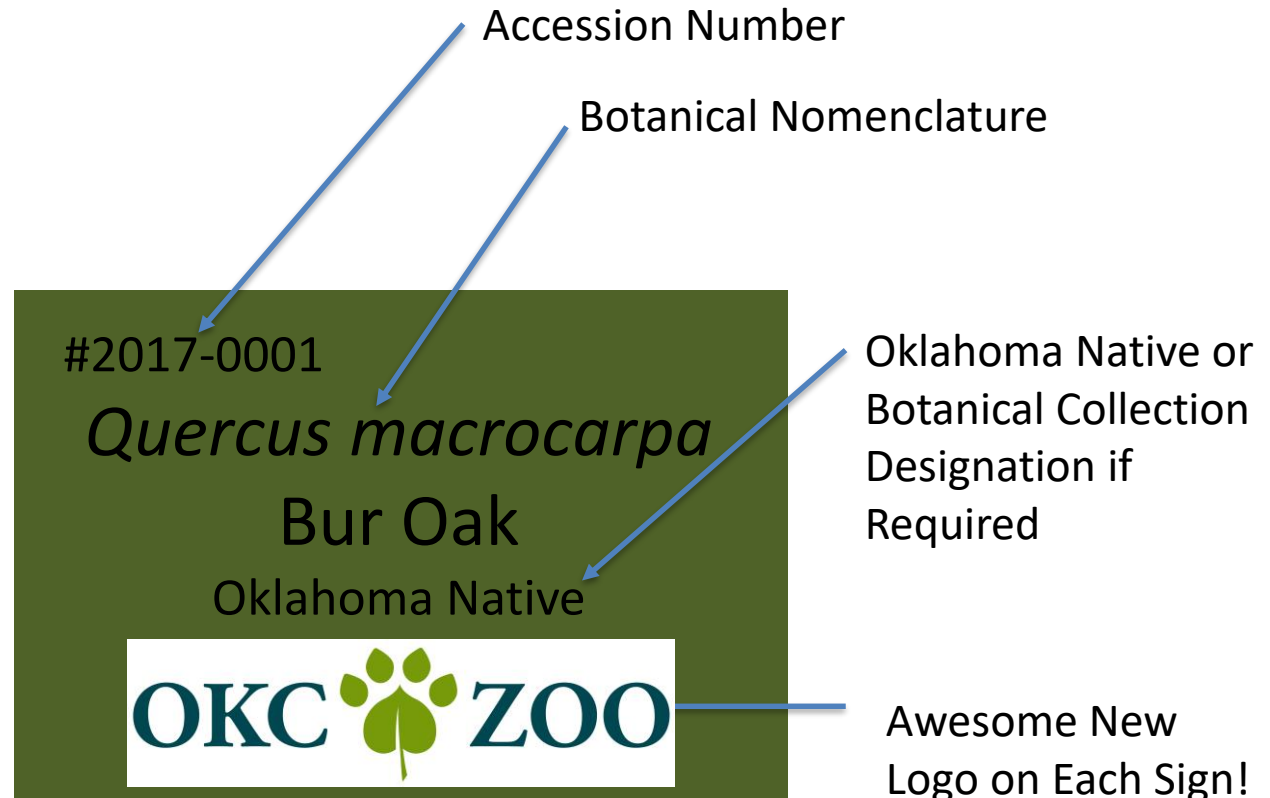 Accession Number
Botanical Nomenclature
#2017-0001
Quercus macrocarpa
Bur Oak
Oklahoma Native
OKC ZOO
Oklahoma Native or
Botanical Collection
Designation if
Required
Awesome New
Logo on Each Sign!